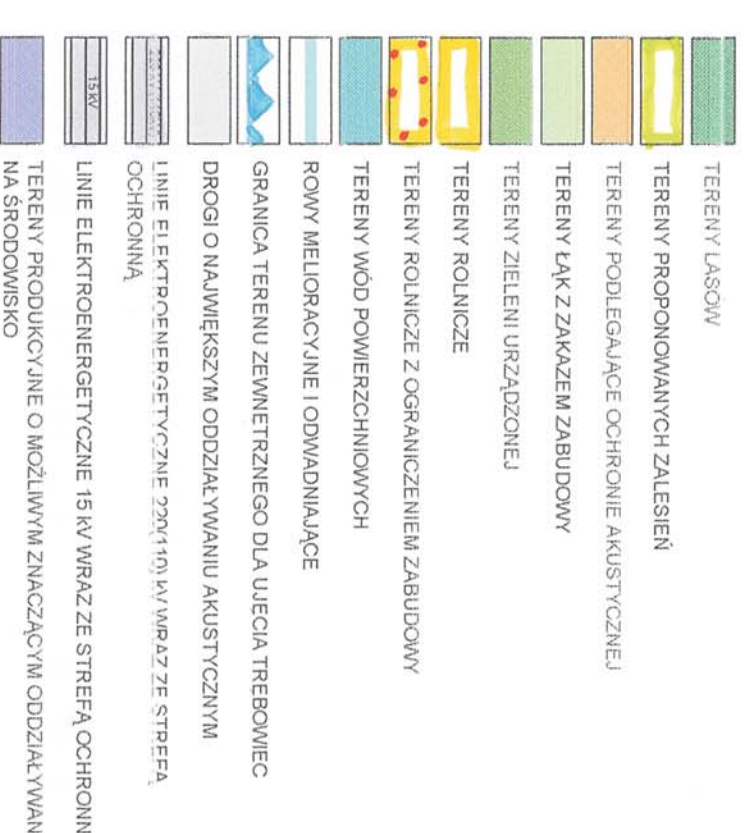 TERENY LASÓW
TERENY PROPONOWANYCH ZALESIEŃ
TERENY PODLEGAJĄCE OCHRONIE AKUSTYCZNEJ
TERENY ŁĄK Z ZAKAZEM ZABUDOWY
TERENY ZIELENI URZĄDZONEJ
TERENY ROLNICZE
TERENY ROLNICZE Z OGRANICZENIEM ZABUDOWY
TERENY WÓD POWIERZCHNIOWYCH
ROWY MELIORACYJNE I ODWADNIAJĄCE
GRANICA TERENU ZEWNETRZNEGO DLA UJĘCIA TRĘBOWIEC
DROGI O NAJWIĘKSZYM ODDZIAŁYWANIU AKUSTYCZNYM
LINIE ELEKTROENERGETYCZNE 220(110) kV WRAZ ZE STREFĄ
OCHRONNĄ
15 kV
LINIE ELEKTROENERGETYCZNE 15 kV WRAZ ZE STREFĄ OCHRONN
TERENY PRODUKCYJNE O MOŻLIWYM ZNACZĄCYM ODDZIAŁYWAN
NA ŚRODOWISKO